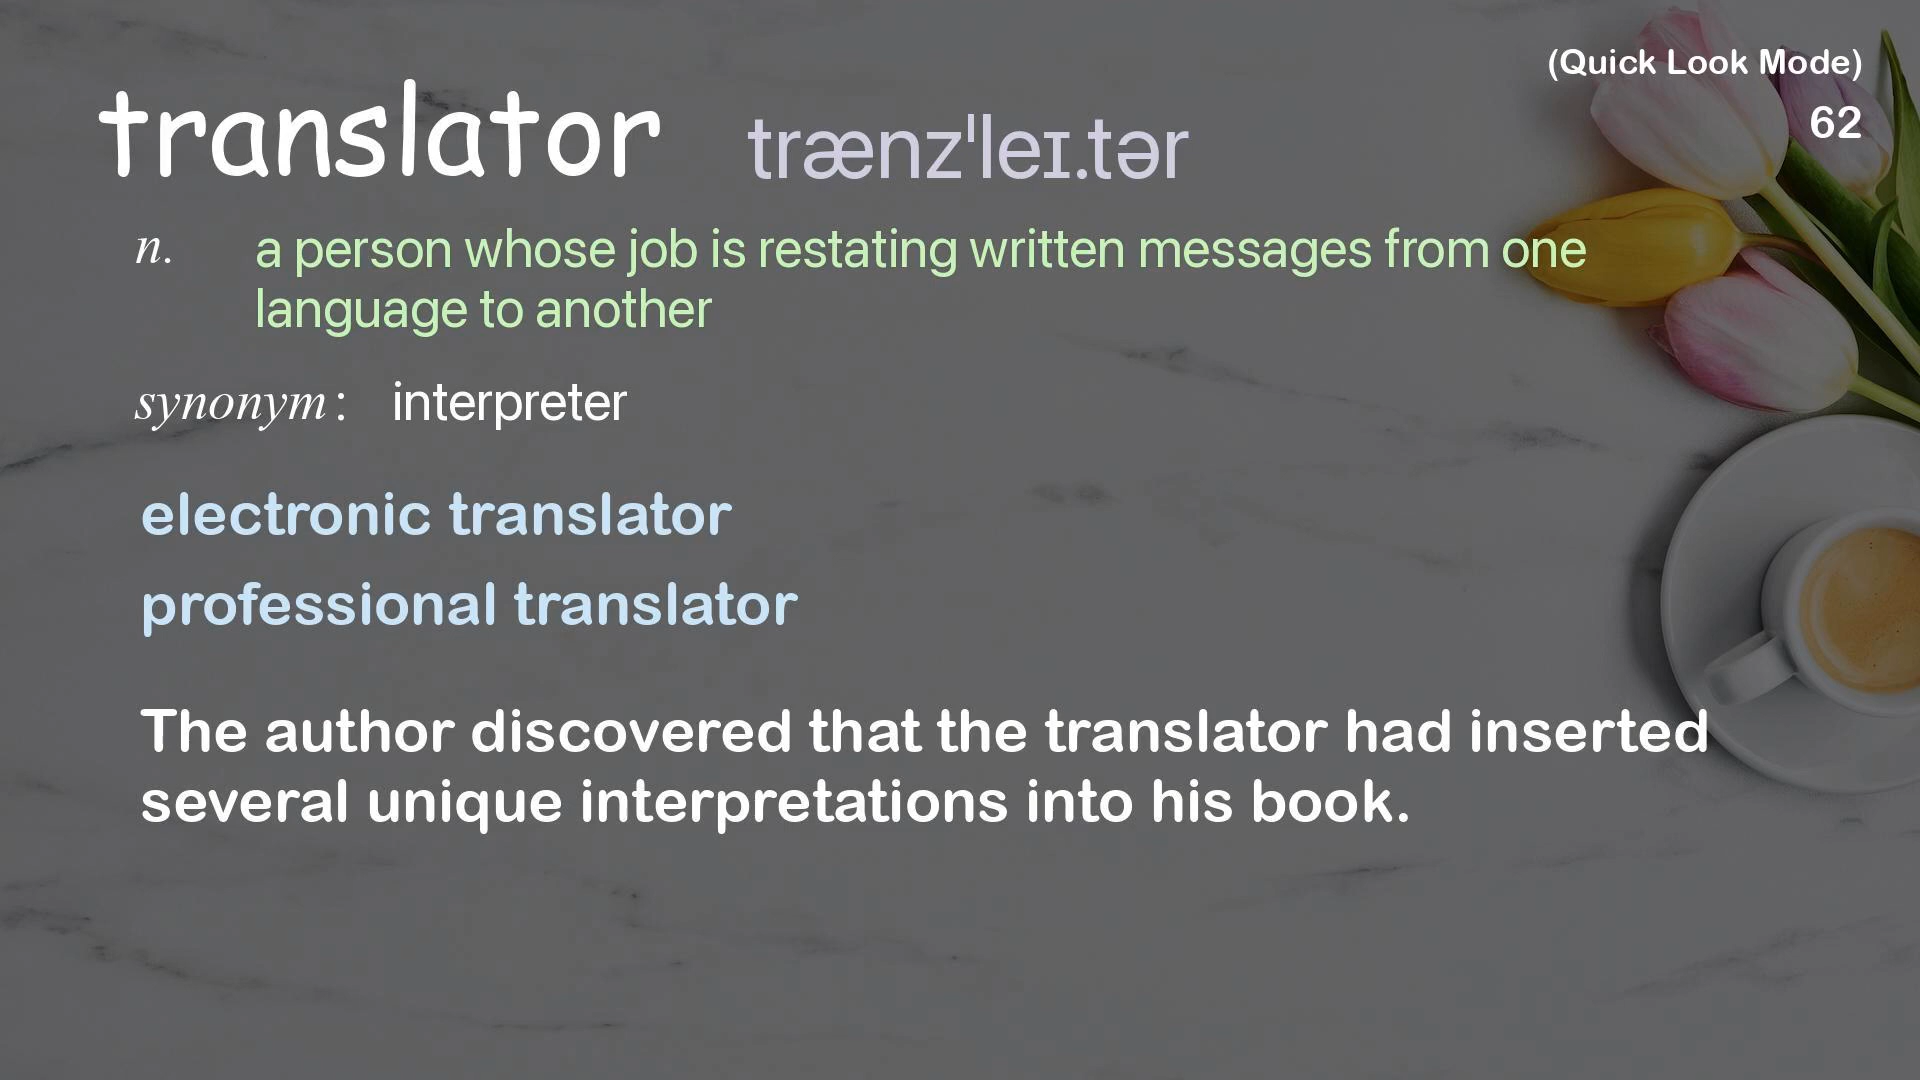 (Quick Look Mode)
translator trænzˈleɪ.tər
62
n. a person whose job is restating written messages from one
language to another
synonym : interpreter
electronic translator
professional translator
The author discovered that the translator had inserted
several unique interpretations into his book.